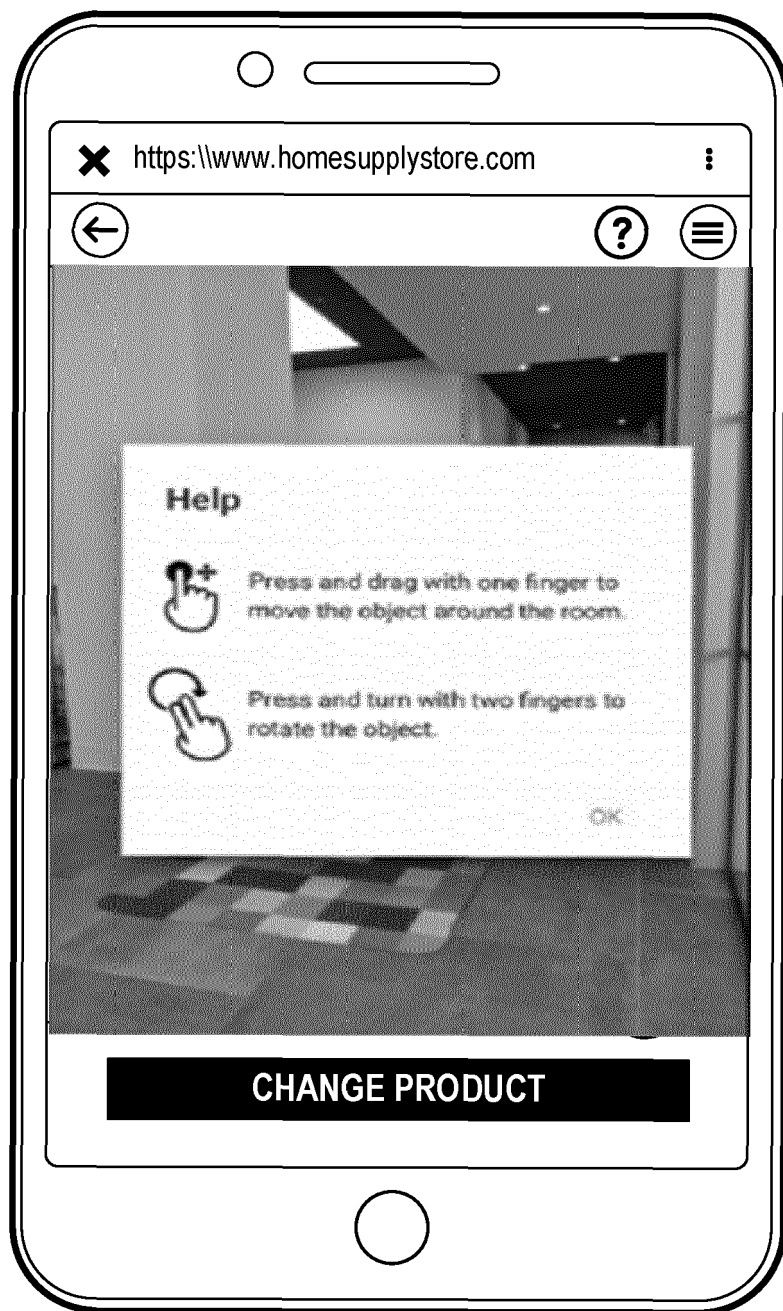 https:\\www.homesupplystore.com
?
Help
Press and drag with one finger to
move the object around the room.
Press and turn with two fingers to
rotate the object.
OK
CHANGE PRODUCT